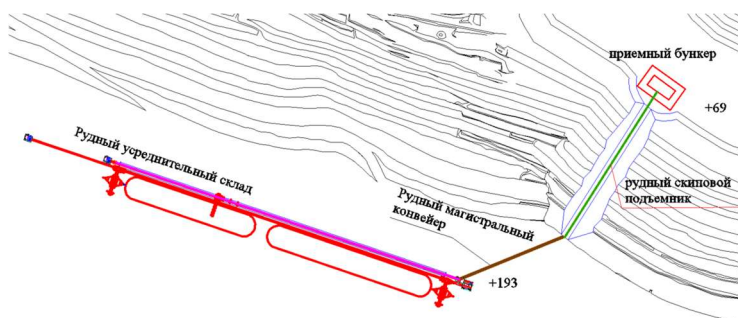 приемный бункер
+69
Рудный усреднительный склад
рудный скиповой
подъемник
Рудный магистральный
конвейер
+193